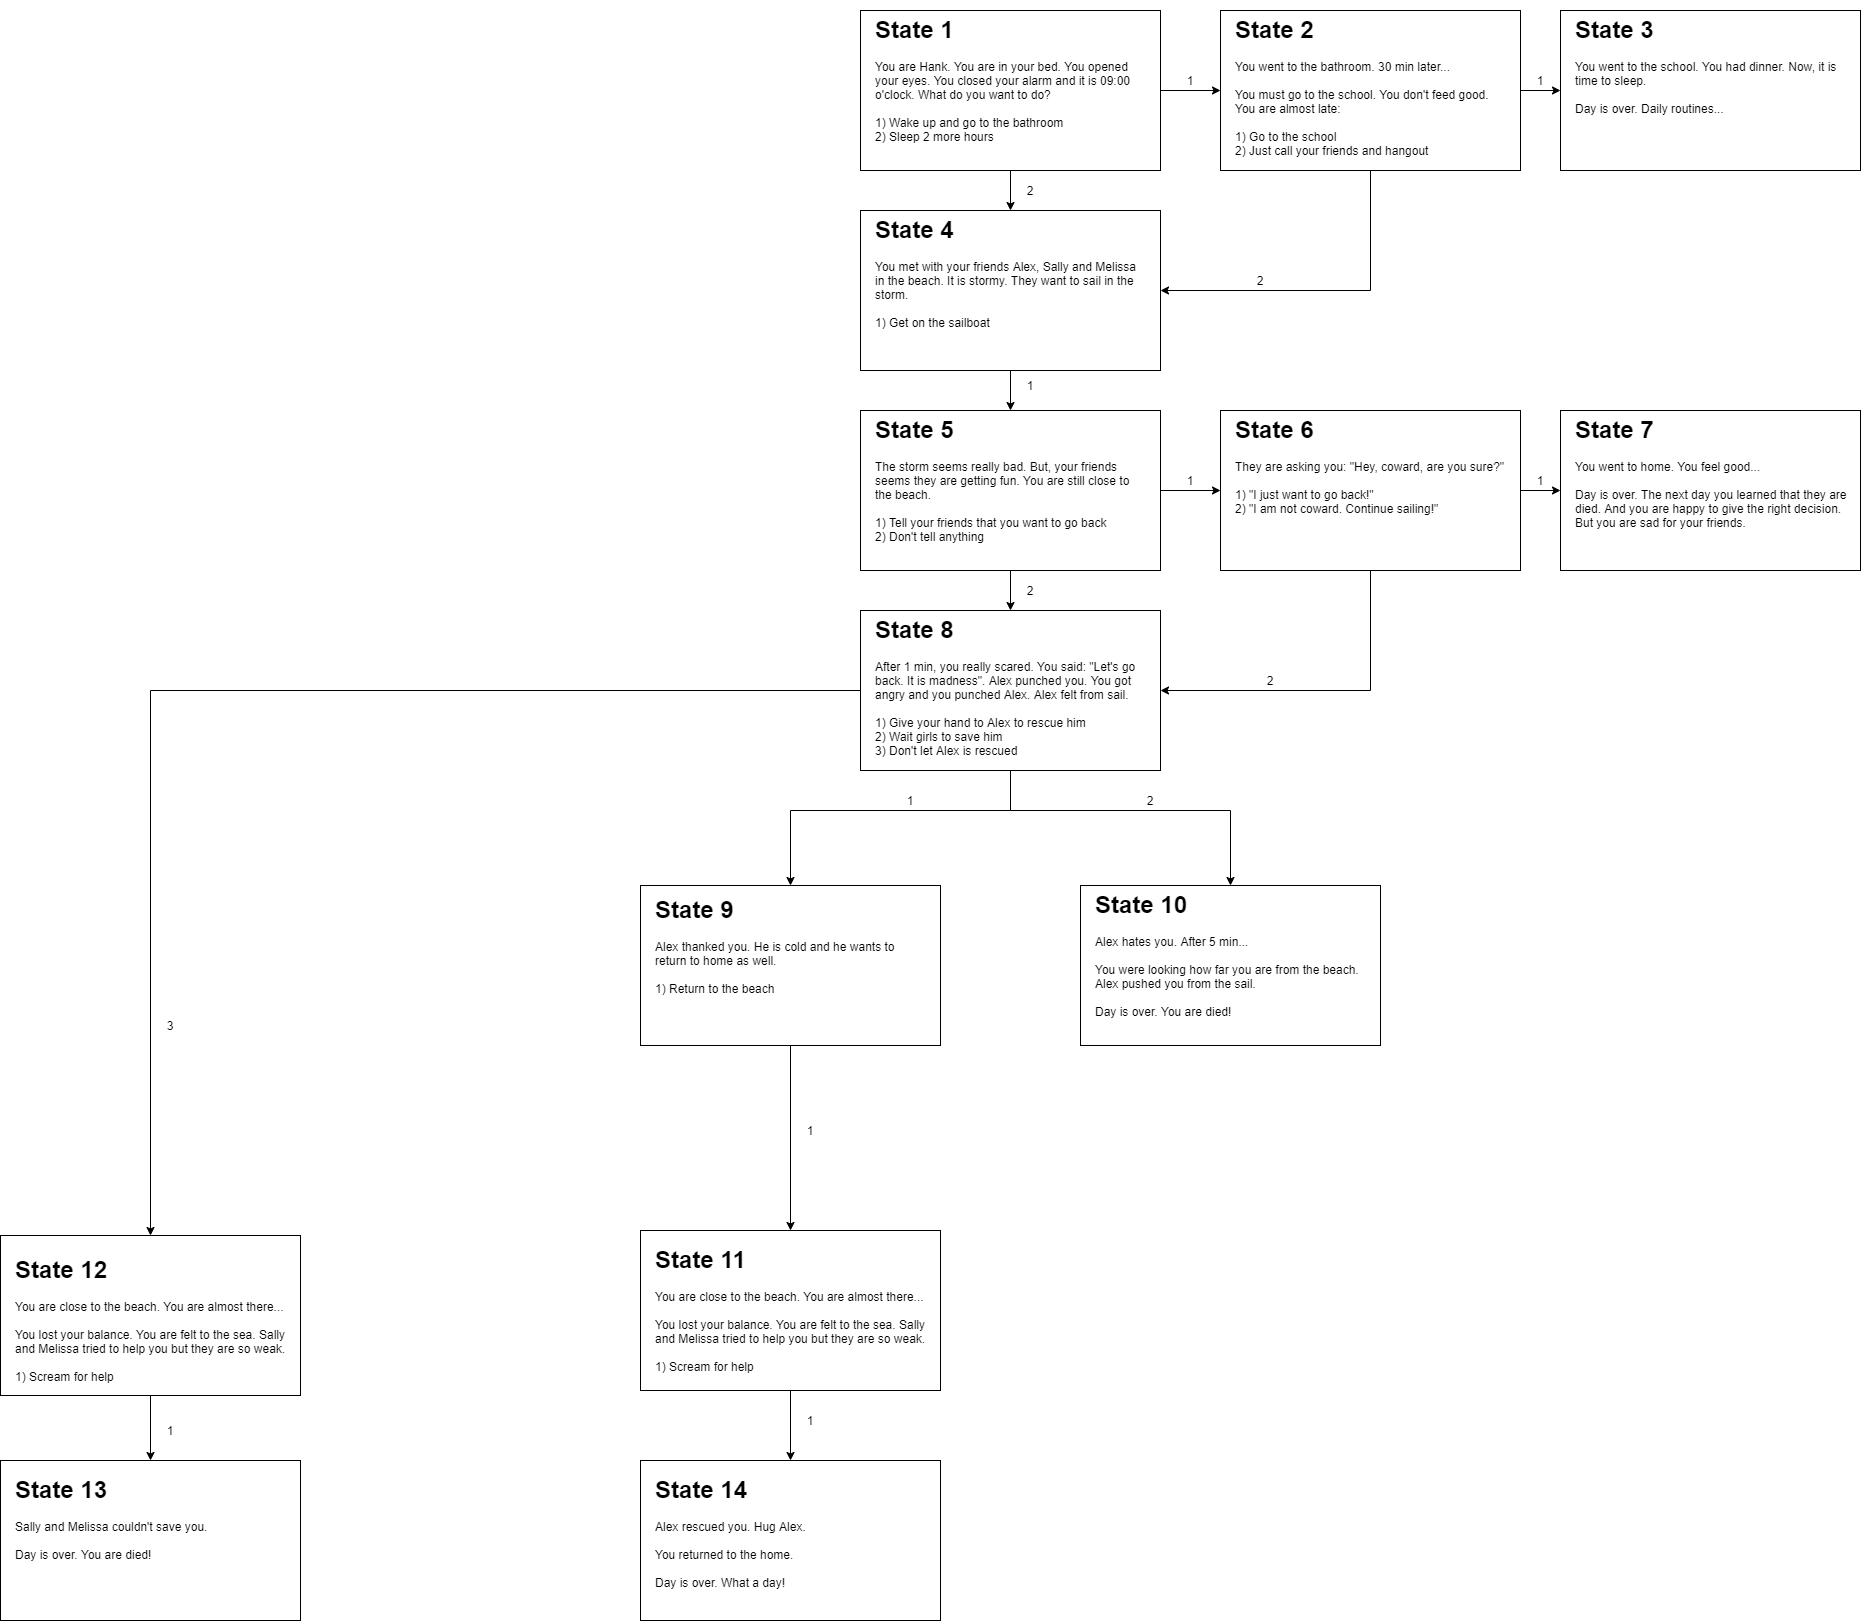 State 1
You are Hank. You are in your bed. You opened
your eyes. You closed your alarm and it is 09:00
o'clock. What do you want to do?
1) Wake up and go to the bathroom
2) Sleep 2 more hours
1
State 2
You went to the bathroom. 30 min later...
You must go to the school. You don't feed good.
You are almost late:
1) Go to the school
2) Just call your friends and hangout
1
State 3
You went to the school. You had dinner. Now, it is
time to sleep.
Day is over. Daily routines...
2
State 4
You met with your friends Alex, Sally and Melissa
in the beach. It is stormy. They want to sail in the
storm.
1) Get on the sailboat
2
1
State 5
The storm seems really bad. But, your friends
seems they are getting fun. You are still close to
the beach.
1) Tell your friends that you want to go back
2) Don't tell anything
1
State 6
They are asking you: "Hey, coward, are you sure?"
1) "I just want to go back!"
2) "I am not coward. Continue sailing!"
1
State 7
You went to home. You feel good...
Day is over. The next day you learned that they are
died. And you are happy to give the right decision.
But you are sad for your friends.
2
State 8
After 1 min, you really scared. You said: "Let's go
back. It is madness". Alex punched you. You got
angry and you punched Alex. Alex felt from sail.
1) Give your hand to Alex to rescue him
2) Wait girls to save him
3) Don't let Alex is rescued
2
1
2
State 9
Alex thanked you. He is cold and he wants to
return to home as well.
1) Return to the beach
State 10
Alex hates you. After 5 min...
You were looking how far you are from the beach.
Alex pushed you from the sail.
Day is over. You are died!
3
1
State 12
You are close to the beach. You are almost there...
You lost your balance. You are felt to the sea. Sally
and Melissa tried to help you but they are so weak.
1) Scream for help
State 11
You are close to the beach. You are almost there...
You lost your balance. You are felt to the sea. Sally
and Melissa tried to help you but they are so weak.
1) Scream for help
1
1
State 13
Sally and Melissa couldn't save you.
Day is over. You are died!
State 14
Alex rescued you. Hug Alex.
You returned to the home.
Day is over. What a day!